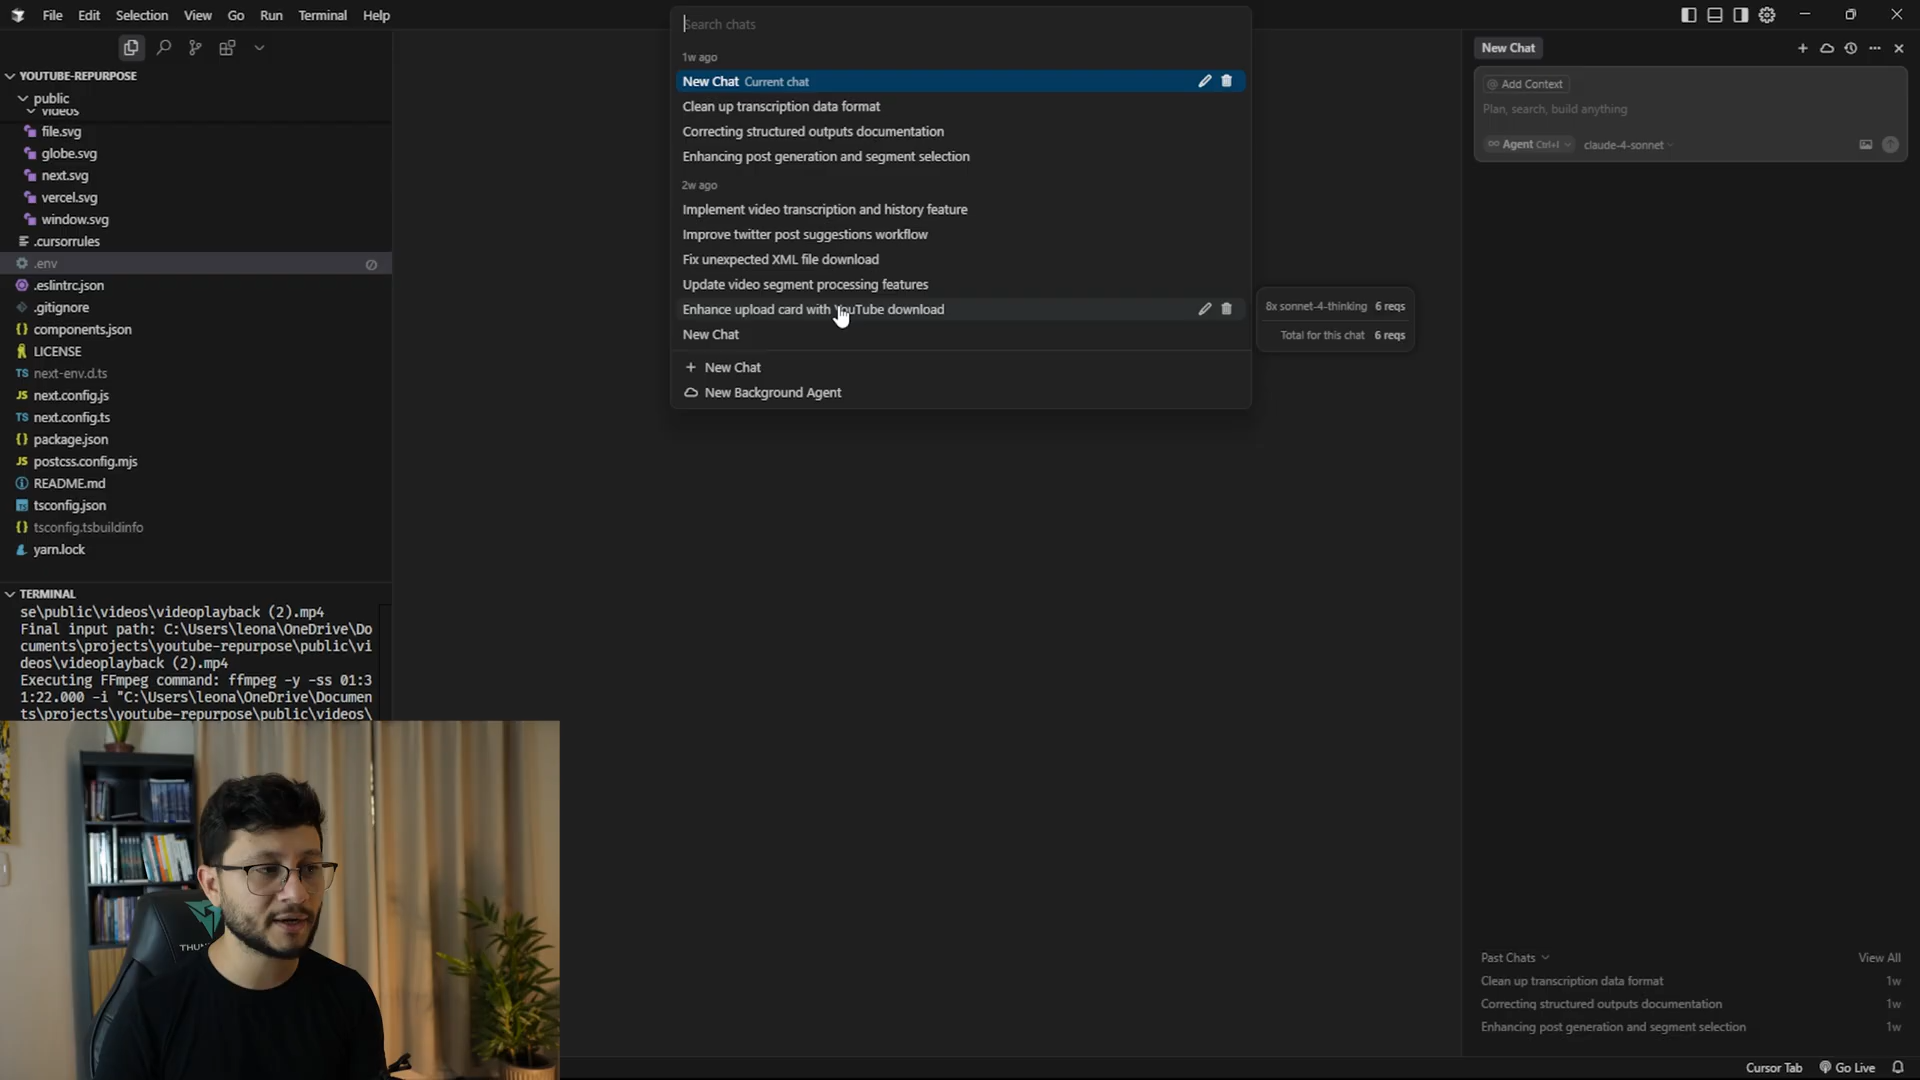 File Edit Selection View Go Run Terminal Help
YOUTUBE-REPURPOSE
public
videos
file.svg
globe.svg
next.svg
vercel.svg
window.svg
.cursorrules
.env
.eslintrc.json
.gitignore
components.json
LICENSE
TS next-env.d.ts
JS next.config.js
TS next.config.ts
package.json
JS postcss.config.mjs
README.md
tsconfig.json
tsconfig.tsbuildinfo
yarn.lock
TERMINAL
se\public\videos\videoplayback (2).mp4
Final input path: C:\Users\leona\OneDrive\Do
cuments\projects\youtube-repurpose\public\vi
deos\videoplayback (2).mp4
Executing FFmpeg command: ffmpeg -y -ss 01:3
1:22.000 -i "C:\Users\leona\OneDrive\Documen
ts\projects\youtube-repurpose\public\videos\
Search chats
1w ago
New Chat Current chat
Clean up transcription data format
Correcting structured outputs documentation
Enhancing post generation and segment selection
2w ago
Implement video transcription and history feature
Improve twitter post suggestions workflow
Fix unexpected XML file download
Update video segment processing features
Enhance upload card with YouTube download
New Chat
+ New Chat
New Background Agent
8x sonnet-4-thinking 6 reqs
Total for this chat 6 reqs
New Chat
@ Add Context
Plan, search, build anything
∞ Agent Ctrl+I claude-4-sonnet
Past Chats View All
Clean up transcription data format 1w
Correcting structured outputs documentation 1w
Enhancing post generation and segment selection 1w
Cursor Tab Go Live